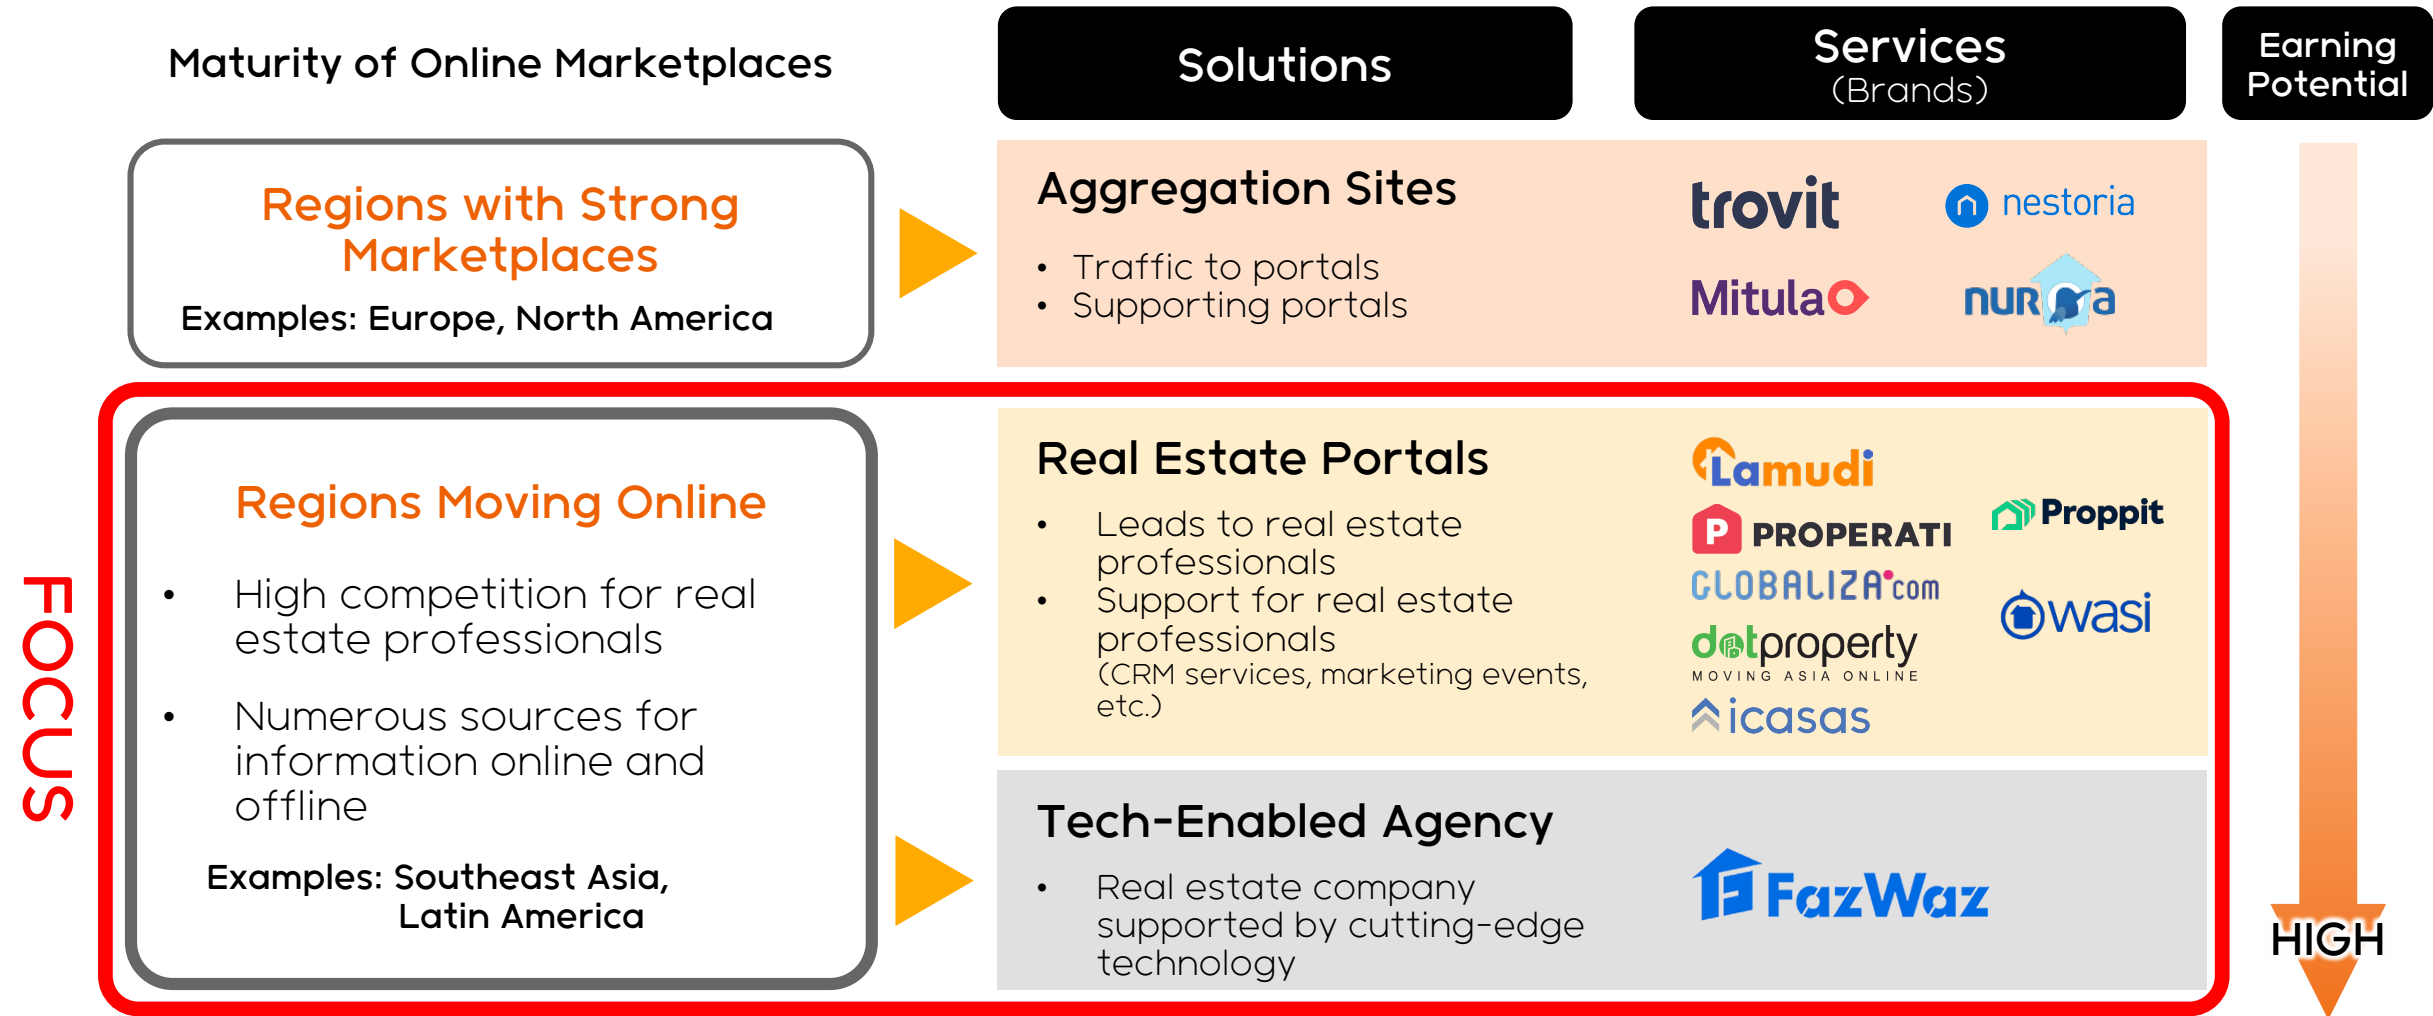 Maturity of Online Marketplaces
Solutions
Services
(Brands)
Earning
Potential
Regions with Strong
Marketplaces
Examples: Europe, North America
Aggregation Sites
• Traffic to portals
• Supporting portals
trovit
nestoria
Mitula
nuroa
FOCUS
Regions Moving Online
• High competition for real
estate professionals
• Numerous sources for
information online and
offline
Examples: Southeast Asia,
Latin America
Real Estate Portals
• Leads to real estate
professionals
• Support for real estate
professionals
(CRM services, marketing events,
etc.)
Lamudi
PROPERATI
Proppit
GLOBALIZA.com
wasi
dotproperty
MOVING ASIA ONLINE
icasas
Tech-Enabled Agency
• Real estate company
supported by cutting-edge
technology
FazWaz
HIGH